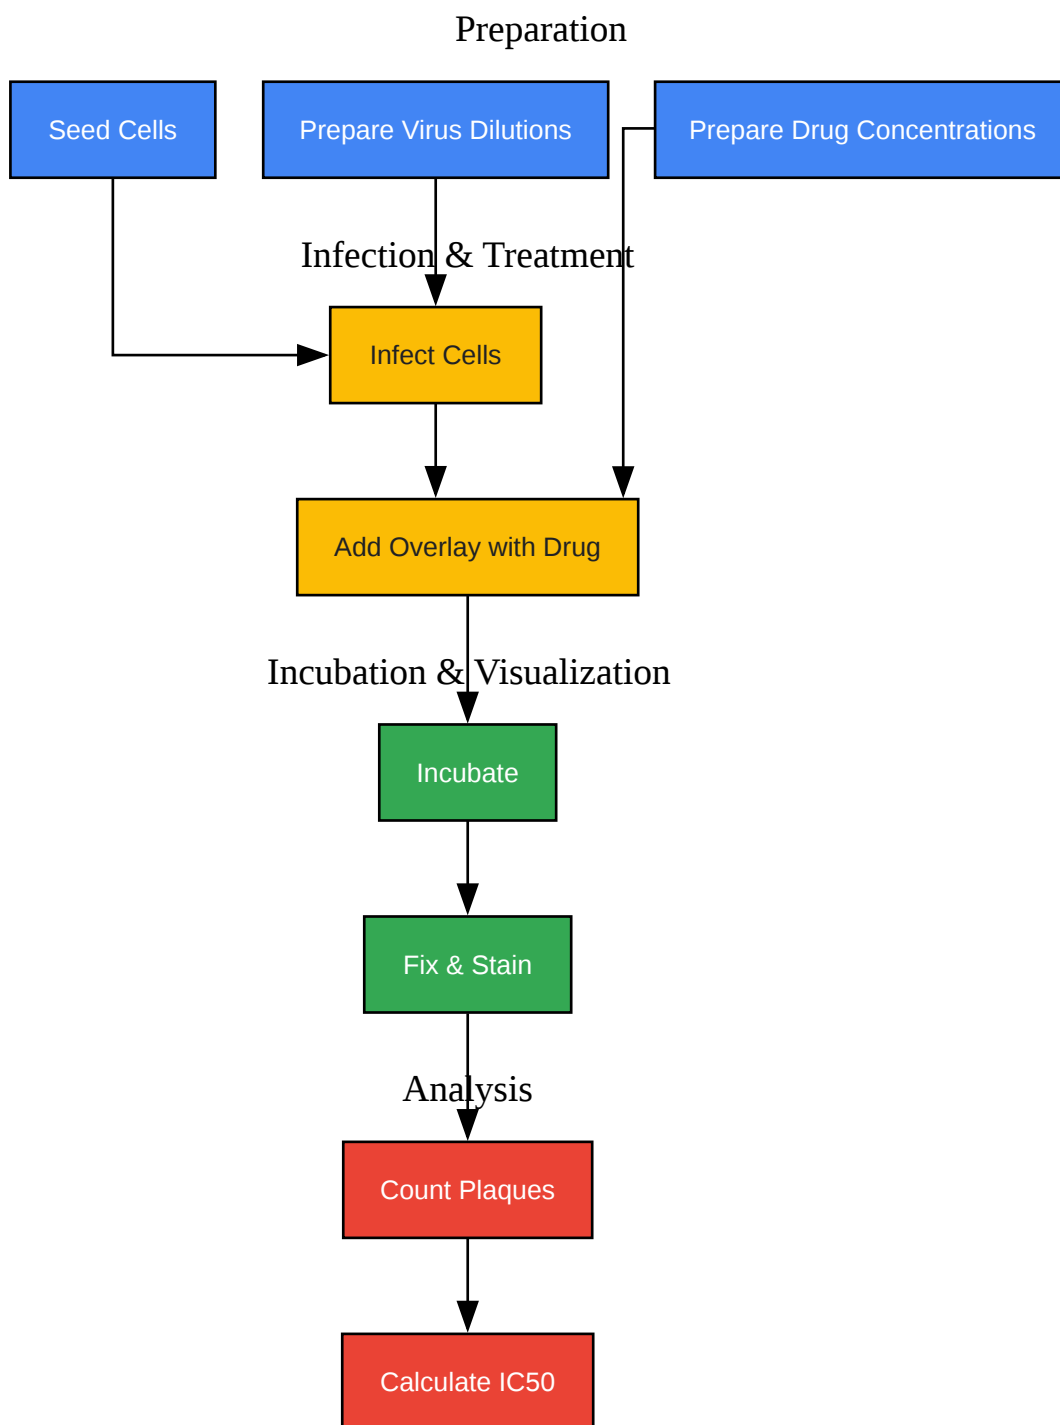 Preparation
Seed Cells
Prepare Virus Dilutions
Prepare Drug Concentrations
Infection & Treatment
Infect Cells
Add Overlay with Drug
Incubation & Visualization
Incubate
Fix & Stain
Analysis
Count Plaques
Calculate IC50